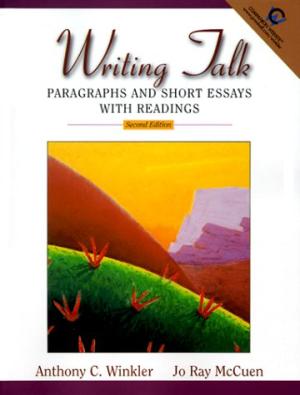 Writing Talk
PARAGRAPHS AND SHORT ESSAYS
WITH READINGS
Second Edition
Anthony C. Winkler Jo Ray McCuen